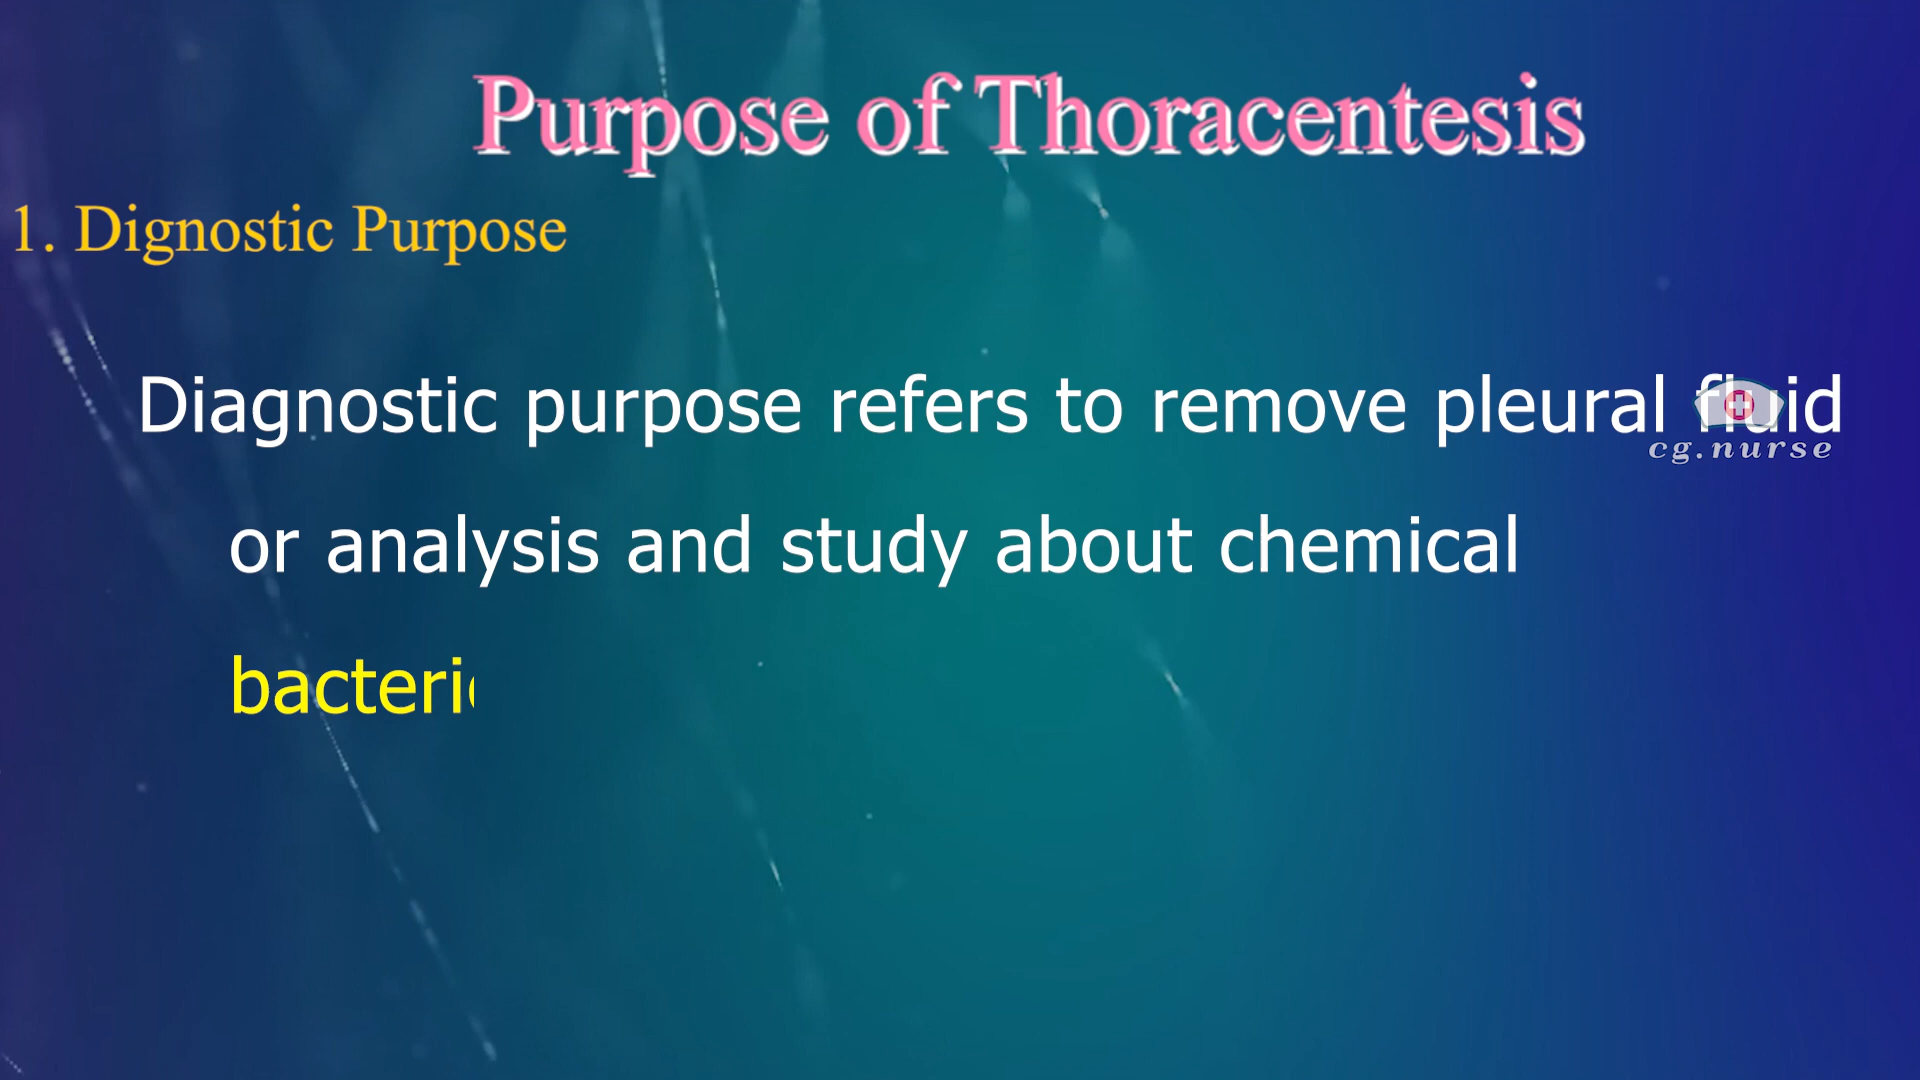 Purpose of Thoracentesis
1. Dignostic Purpose
Diagnostic purpose refers to remove pleural fluid
cg.nurse
or analysis and study about chemical